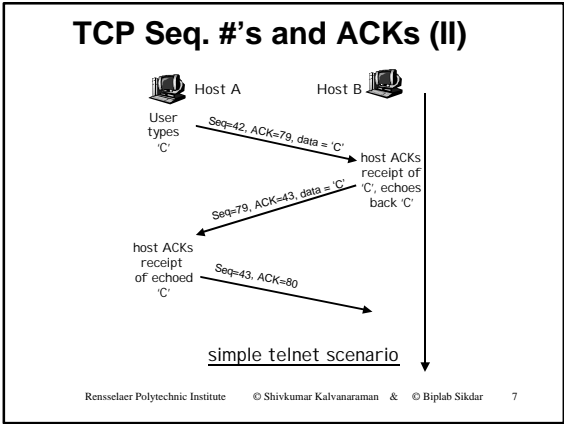 TCP Seq. #'s and ACKs (II)
Host A
Host B
User
types
'C'
Seq=42, ACK=79, data = 'C'
host ACKs
receipt of
'C', echoes
back 'C'
Seq=79, ACK=43, data = 'C'
host ACKs
receipt
of echoed
'C'
Seq=43, ACK=80
simple telnet scenario
Rensselaer Polytechnic Institute © Shivkumar Kalvanaraman & © Biplab Sikdar 7